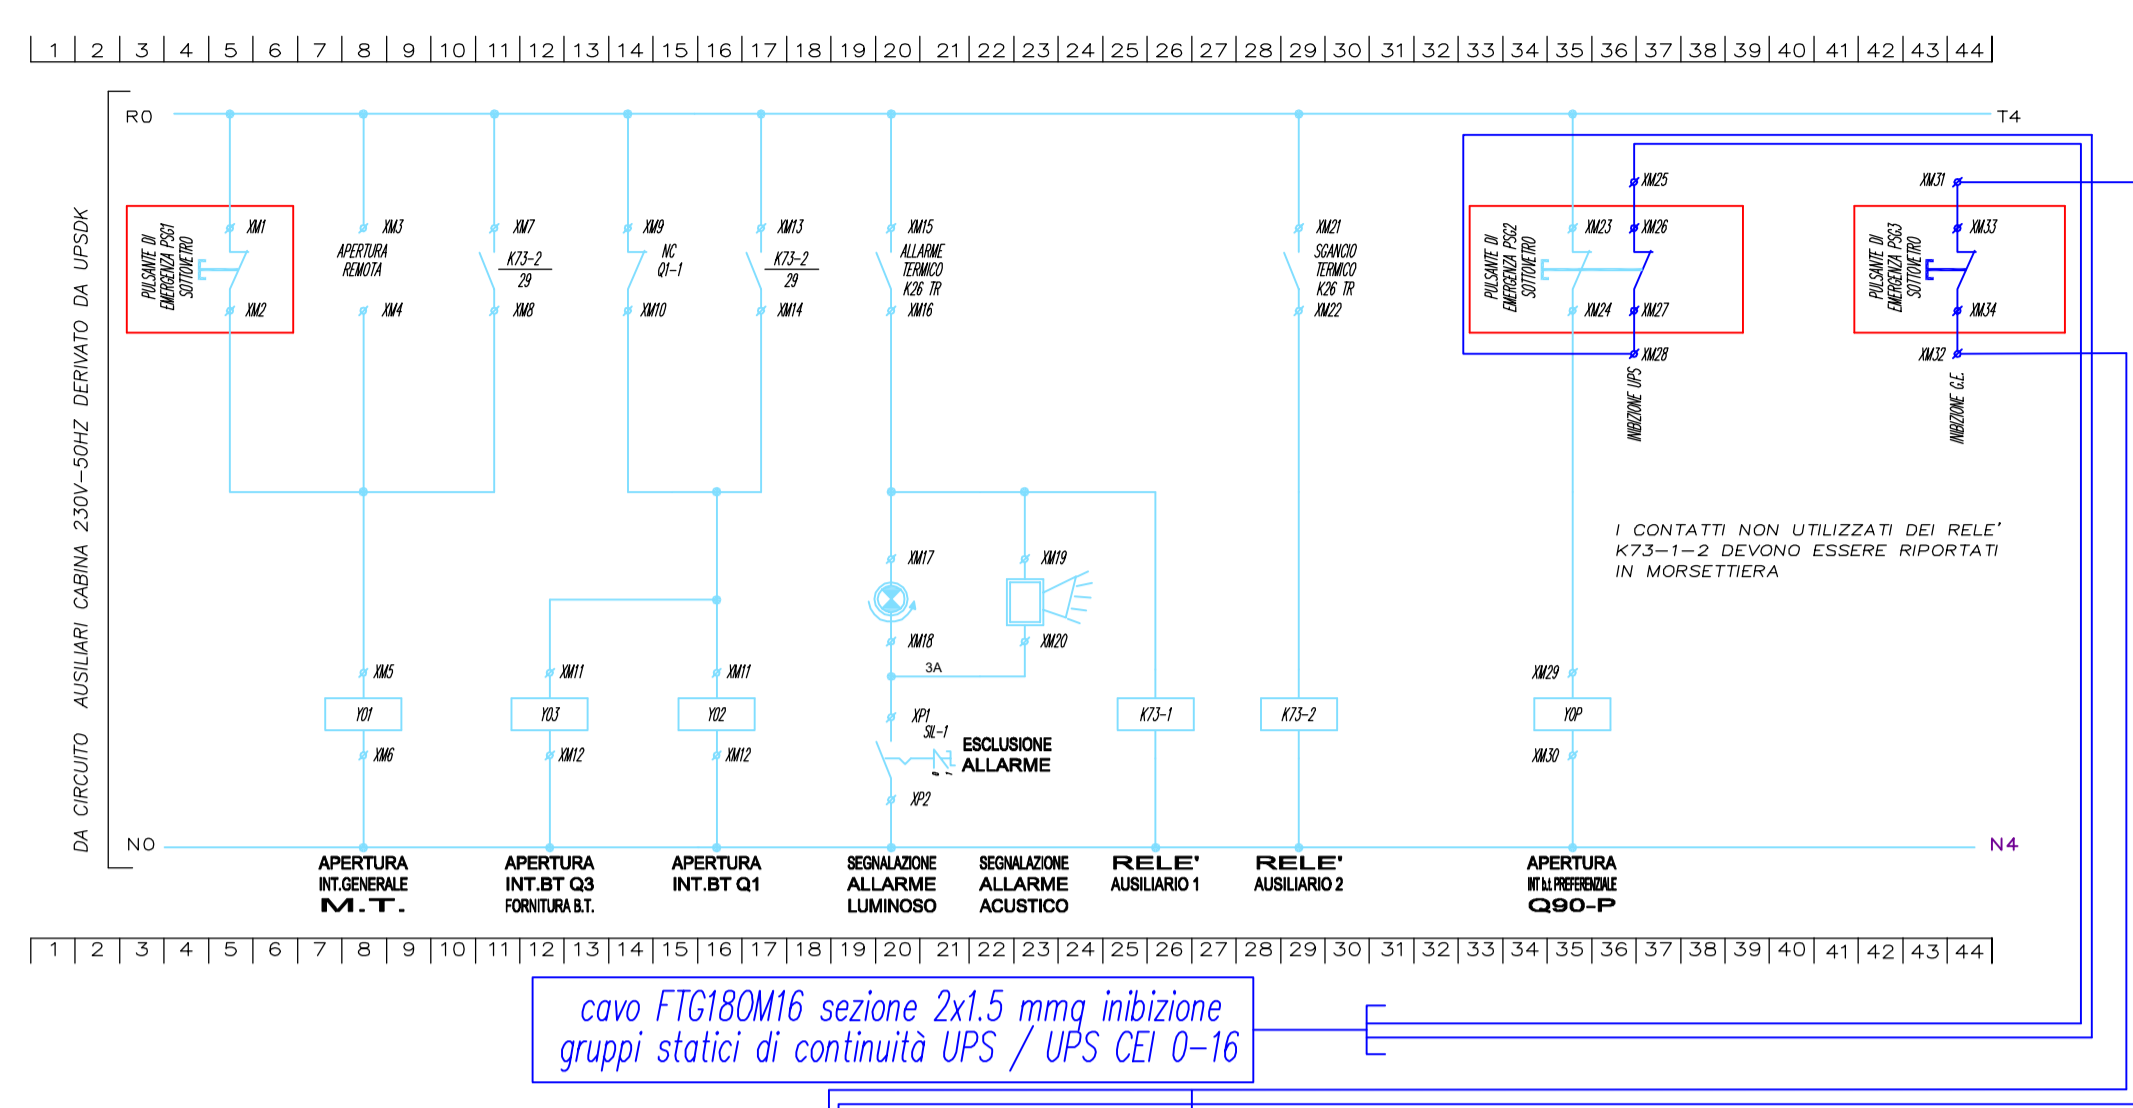 1 2 3 4 5 6 7 8 9 10 11 12 13 14 15 16 17 18 19 20 21 22 23 24 25 26 27 28 29 30 31 32 33 34 35 36 37 38 39 40 41 42 43 44
DA CIRCUITO AUSILIARI CABINA 230V-50HZ DERIVATO DA UPSDK
R0
T4
PULSANTE DI
EMERGENZA PSG1
SOTTOVETRO
XM1
XM2
XM3
APERTURA
REMOTA
XM4
XM7
K73-2
29
XM8
XM9
NC
Q1-1
XM10
XM13
K73-2
29
XM14
XM15
ALLARME
TERMICO
K26 TR
XM16
XM21
SGANCIO
TERMICO
K26 TR
XM22
PULSANTE DI
EMERGENZA PSG2
SOTTOVETRO
XM23
XM24
XM25
XM26
XM27
XM28
INIBIZIONE UPS
PULSANTE DI
EMERGENZA PSG3
SOTTOVETRO
XM31
XM33
XM34
XM32
INIBIZIONE G.E.
I CONTATTI NON UTILIZZATI DEI RELE'
K73-1-2 DEVONO ESSERE RIPORTATI
IN MORSETTIERA
XM17
XM18
XM19
XM20
3A
XM5
Y01
XM6
XM11
Y03
XM12
XM11
Y02
XM12
XP1
SIL-1
0 1
ESCLUSIONE
ALLARME
XP2
K73-1
K73-2
XM29
Y0P
XM30
N0
N4
APERTURA
INT.GENERALE
M.T.
APERTURA
INT.BT Q3
FORNITURA B.T.
APERTURA
INT.BT Q1
SEGNALAZIONE
ALLARME
LUMINOSO
SEGNALAZIONE
ALLARME
ACUSTICO
RELE'
AUSILIARIO 1
RELE'
AUSILIARIO 2
APERTURA
INT b.t PREFERENZIALE
Q90-P
1 2 3 4 5 6 7 8 9 10 11 12 13 14 15 16 17 18 19 20 21 22 23 24 25 26 27 28 29 30 31 32 33 34 35 36 37 38 39 40 41 42 43 44
cavo FTG180M16 sezione 2x1.5 mmq inibizione
gruppi statici di continuità UPS / UPS CEI 0-16